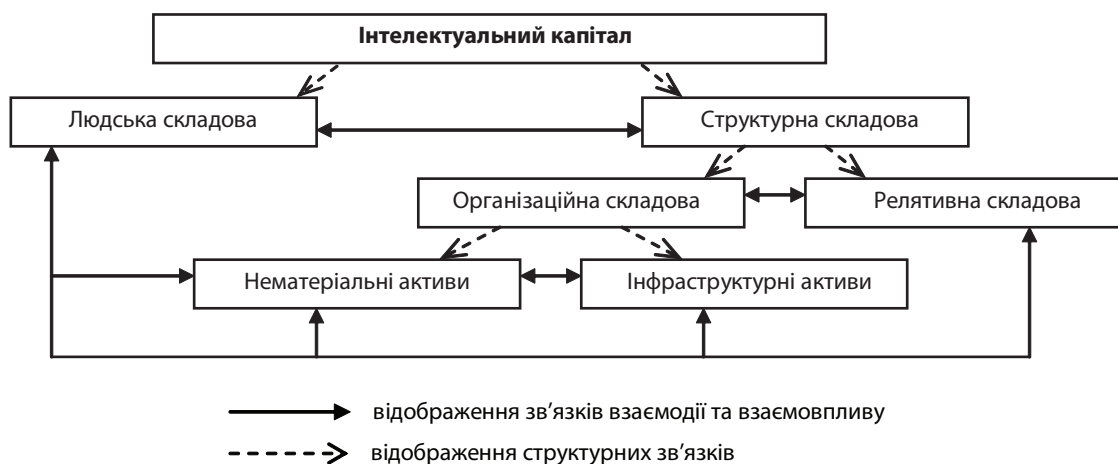 Інтелектуальний капітал
Людська складова
Структурна складова
Організаційна складова
Релятивна складова
Нематеріальні активи
Інфраструктурні активи
відображення зв’язків взаємодії та взаємовпливу
відображення структурних зв’язків